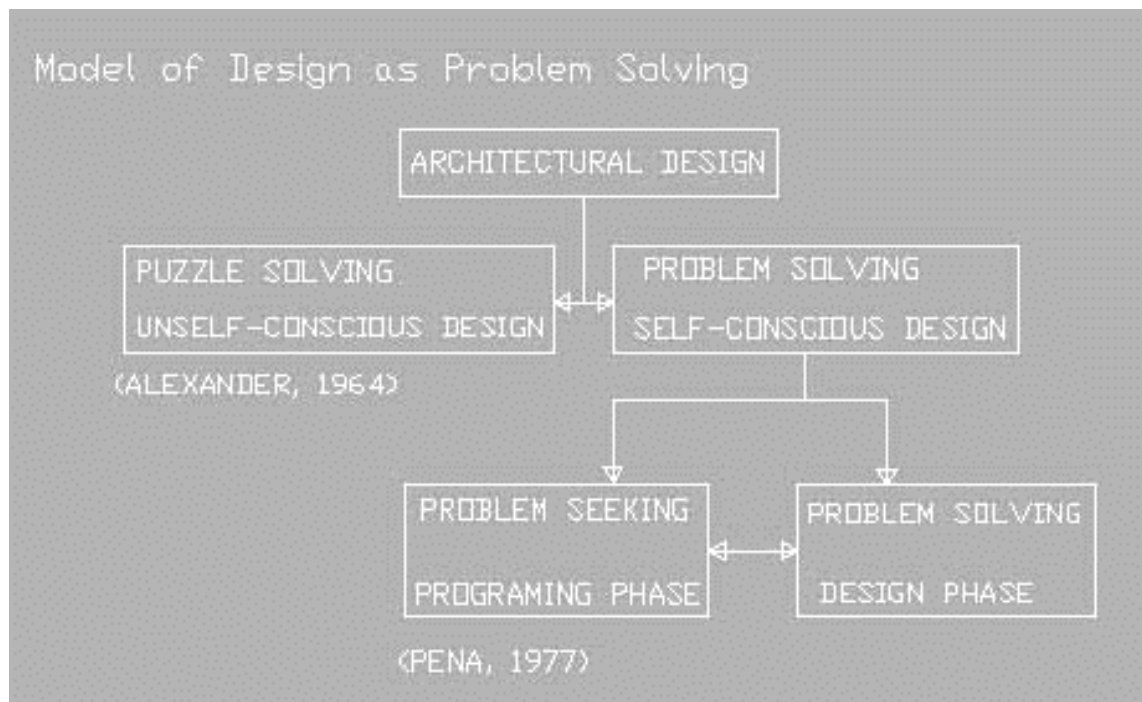 Model of Design as Problem Solving
ARCHITECTURAL DESIGN
PUZZLE SOLVING
UNSELF-CONSCIOUS DESIGN
(ALEXANDER, 1964)
PROBLEM SOLVING
SELF-CONSCIOUS DESIGN
PROBLEM SEEKING
PROGRAMING PHASE
(PENA, 1977)
PROBLEM SOLVING
DESIGN PHASE